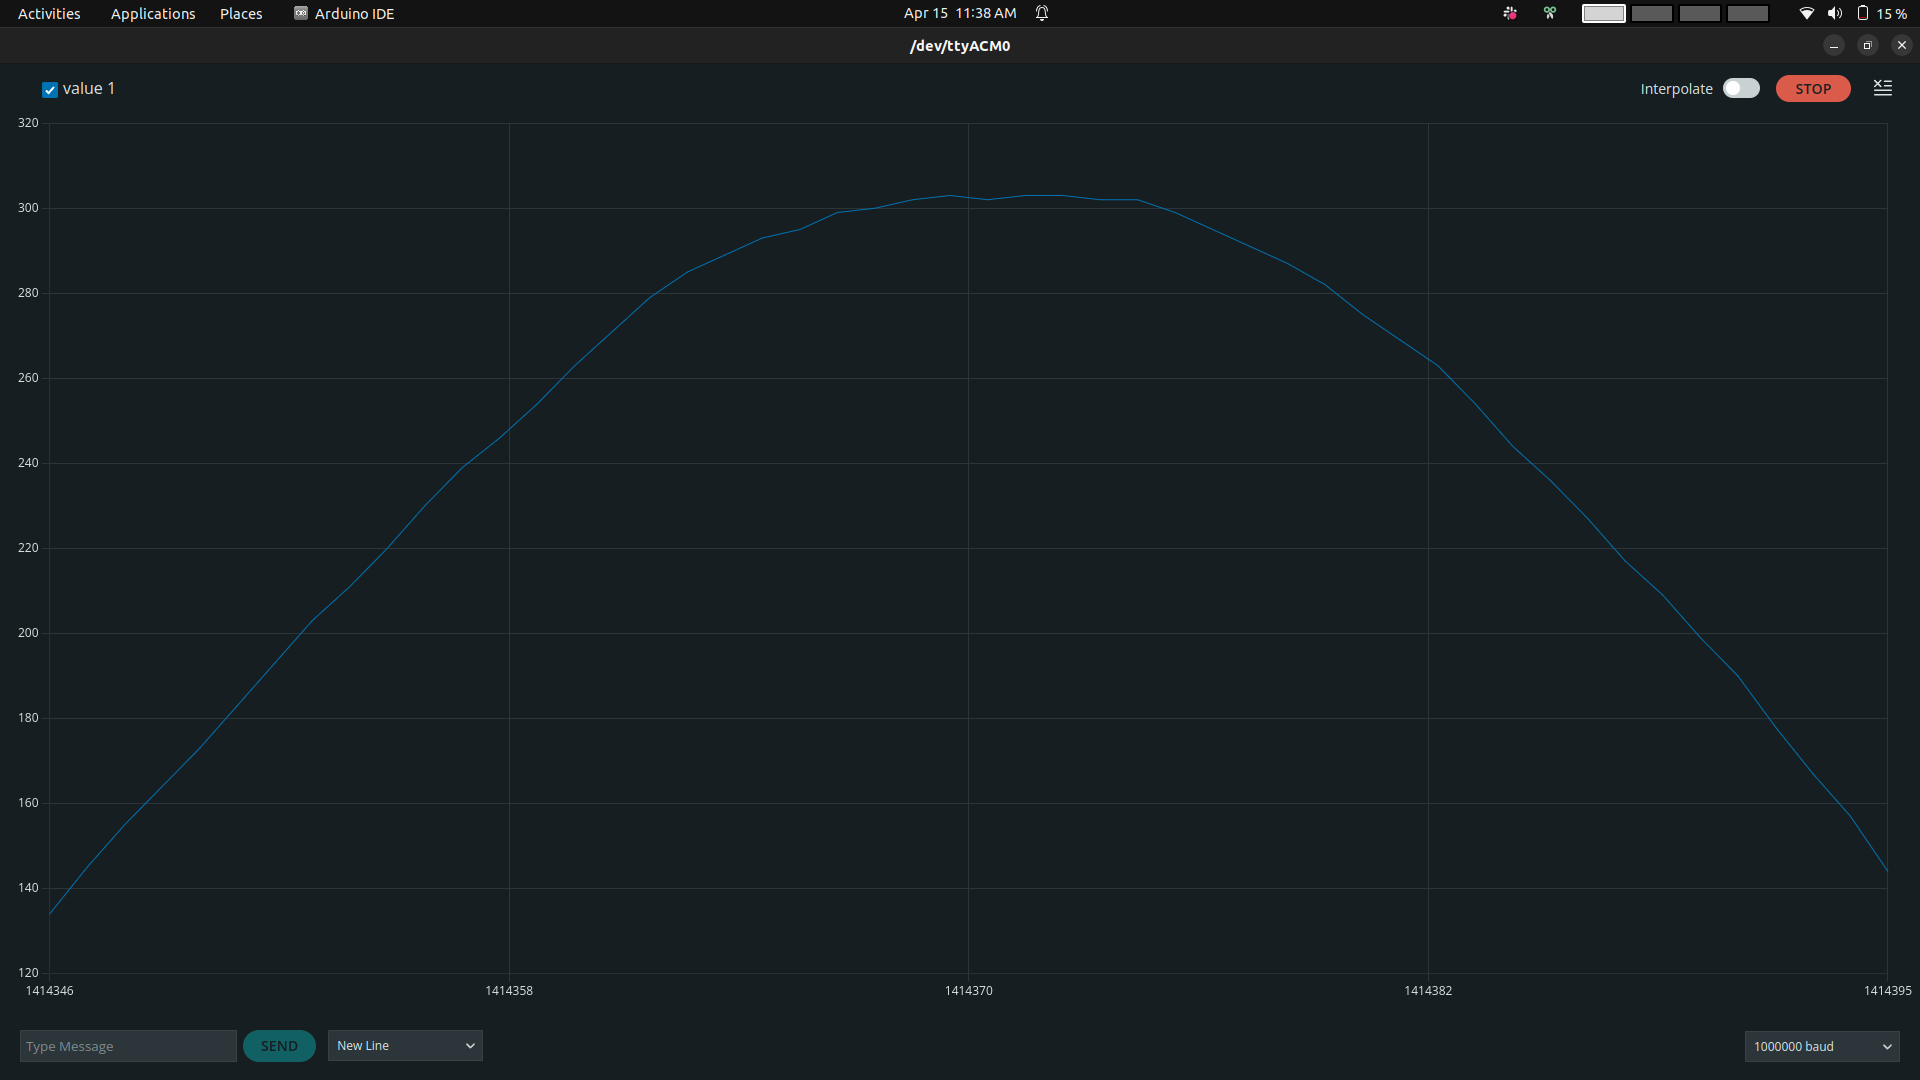 Activities Applications Places Arduino IDE Apr 15 11:38 AM 15 %
/dev/ttyACM0
value 1 Interpolate STOP
320
300
280
260
240
220
200
180
160
140
120
1414346 1414358 1414370 1414382 1414395
Type Message SEND New Line 1000000 baud